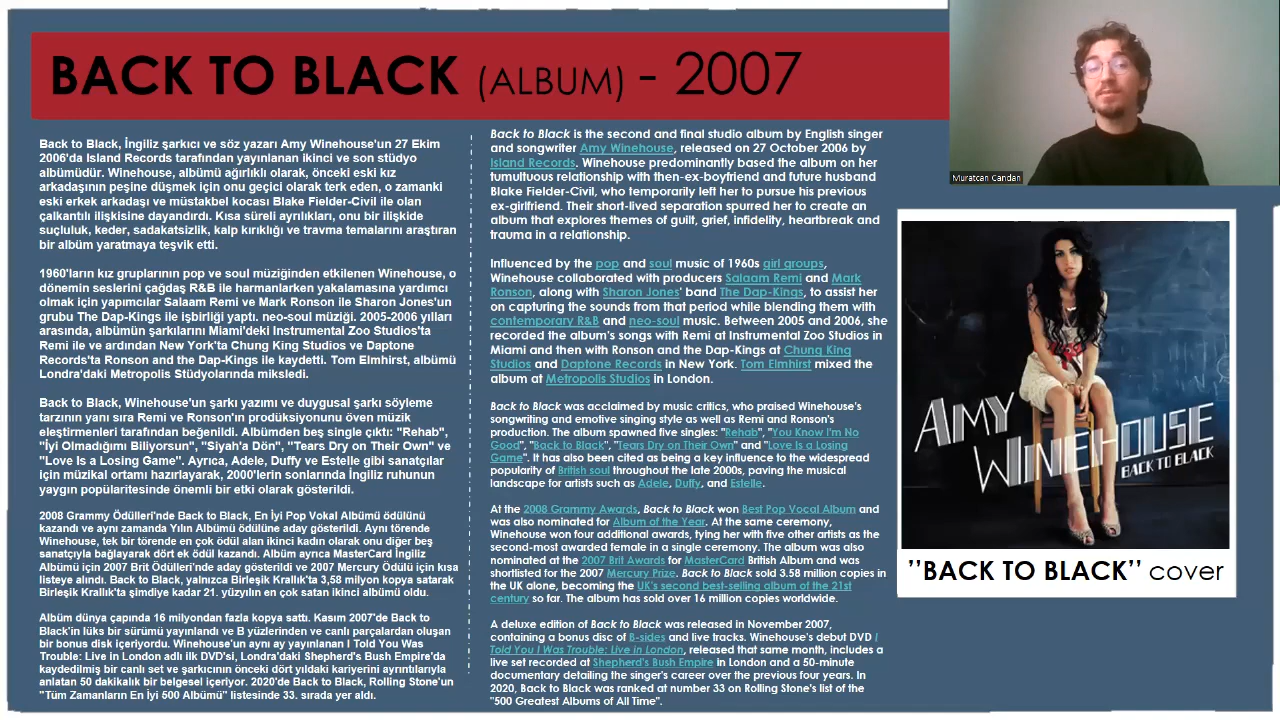 BACK TO BLACK (ALBUM) - 2007
Back to Black, İngiliz şarkıcı ve söz yazarı Amy Winehouse'un 27 Ekim
2006'da Island Records tarafından yayınlanan ikinci ve son stüdyo
albümüdür. Winehouse, albümü ağırlıklı olarak, önceki eski kız
arkadaşının peşine düşmek için onu geçici olarak terk eden, o zamanki
eski erkek arkadaşı ve müstakbel kocası Blake Fielder-Civil ile olan
çalkantılı ilişkisine dayandırdı. Kısa süreli ayrılıkları, onu bir ilişkide
suçluluk, keder, sadakatsizlik, kalp kırıklığı ve travma temalarını araştıran
bir albüm yaratmaya teşvik etti.
1960'ların kız gruplarının pop ve soul müziğinden etkilenen Winehouse, o
dönemin seslerini çağdaş R&B ile harmanlarken yakalamasına yardımcı
olmak için yapımcılar Salaam Remi ve Mark Ronson ile Sharon Jones'un
grubu The Dap-Kings ile işbirliği yaptı. neo-soul müziği. 2005-2006 yılları
arasında, albümün şarkılarını Miami'deki Instrumental Zoo Studios'ta
Remi ile ve ardından New York'ta Chung King Studios ve Daptone
Records'ta Ronson and the Dap-Kings ile kaydetti. Tom Elmhirst, albümü
Londra'daki Metropolis Stüdyolarında miksledi.
Back to Black, Winehouse'un şarkı yazımı ve duygusal şarkı söyleme
tarzının yanı sıra Remi ve Ronson'ın prodüksiyonunu öven müzik
eleştirmenleri tarafından beğenildi. Albümden beş single çıktı: "Rehab",
"İyi Olmadığımı Biliyorsun", "Siyah'a Dön", "Tears Dry on Their Own" ve
"Love Is a Losing Game". Ayrıca, Adele, Duffy ve Estelle gibi sanatçılar
için müzikal ortamı hazırlayarak, 2000'lerin sonlarında İngiliz ruhunun
yaygın popülaritesinde önemli bir etki olarak gösterildi.
2008 Grammy Ödülleri'nde Back to Black, En İyi Pop Vokal Albümü ödülünü
kazandı ve aynı zamanda Yılın Albümü ödülüne aday gösterildi. Aynı törende
Winehouse, tek bir törende en çok ödül alan ikinci kadın olarak onu diğer beş
sanatçıyla bağlayarak dört ek ödül kazandı. Albüm ayrıca MasterCard İngiliz
Albümü için 2007 Brit Ödülleri'nde aday gösterildi ve 2007 Mercury Ödülü için kısa
listeye alındı. Back to Black, yalnızca Birleşik Krallık'ta 3,58 milyon kopya satarak
Birleşik Krallık'ta şimdiye kadar 21. yüzyılın en çok satan ikinci albümü oldu.
Albüm dünya çapında 16 milyondan fazla kopya sattı. Kasım 2007'de Back to
Black'in lüks bir sürümü yayınlandı ve B yüzlerinden ve canlı parçalardan oluşan
bir bonus disk içeriyordu. Winehouse'un aynı ay yayınlanan I Told You I Was
Trouble: Live in London adlı ilk DVD'si, Londra'daki Shepherd's Bush Empire'da
kaydedilmiş bir canlı set ve şarkıcının önceki dört yıldaki kariyerini ayrıntılarıyla
anlatan 50 dakikalık bir belgesel içeriyor. 2020'de Back to Black, Rolling Stone'un
"Tüm Zamanların En İyi 500 Albümü" listesinde 33. sırada yer aldı.
Back to Black is the second and final studio album by English singer
and songwriter Amy Winehouse, released on 27 October 2006 by
Island Records. Winehouse predominantly based the album on her
tumultuous relationship with then-ex-boyfriend and future husband
Blake Fielder-Civil, who temporarily left her to pursue his previous
ex-girlfriend. Their short-lived separation spurred her to create an
album that explores themes of guilt, grief, infidelity, heartbreak and
trauma in a relationship.
Influenced by the pop and soul music of 1960s girl groups,
Winehouse collaborated with producers Salaam Remi and Mark
Ronson, along with Sharon Jones' band The Dap-Kings, to assist her
on capturing the sounds from that period while blending them with
contemporary R&B and neo-soul music. Between 2005 and 2006, she
recorded the album's songs with Remi at Instrumental Zoo Studios in
Miami and then with Ronson and the Dap-Kings at Chung King
Studios and Daptone Records in New York. Tom Elmhirst mixed the
album at Metropolis Studios in London.
Back to Black was acclaimed by music critics, who praised Winehouse's
songwriting and emotive singing style as well as Remi and Ronson's
production. The album spawned five singles: "Rehab", "You Know I'm No
Good", "Back to Black", "Tears Dry on Their Own" and "Love Is a Losing
Game". It has also been cited as being a key influence to the widespread
popularity of British soul throughout the late 2000s, paving the musical
landscape for artists such as Adele, Duffy, and Estelle.
At the 2008 Grammy Awards, Back to Black won Best Pop Vocal Album and
was also nominated for Album of the Year. At the same ceremony,
Winehouse won four additional awards, tying her with five other artists as the
second-most awarded female in a single ceremony. The album was also
nominated at the 2007 Brit Awards for MasterCard British Album and was
shortlisted for the 2007 Mercury Prize. Back to Black sold 3.58 million copies in
the UK alone, becoming the UK's second best-selling album of the 21st
century so far. The album has sold over 16 million copies worldwide.
A deluxe edition of Back to Black was released in November 2007,
containing a bonus disc of B-sides and live tracks. Winehouse's debut DVD I
Told You I Was Trouble: Live in London, released that same month, includes a
live set recorded at Shepherd's Bush Empire in London and a 50-minute
documentary detailing the singer's career over the previous four years. In
2020, Back to Black was ranked at number 33 on Rolling Stone's list of the
"500 Greatest Albums of All Time".
Muratcan Candan
AMY
WINEHOUSE
BACK TO BLACK
"BACK TO BLACK" cover